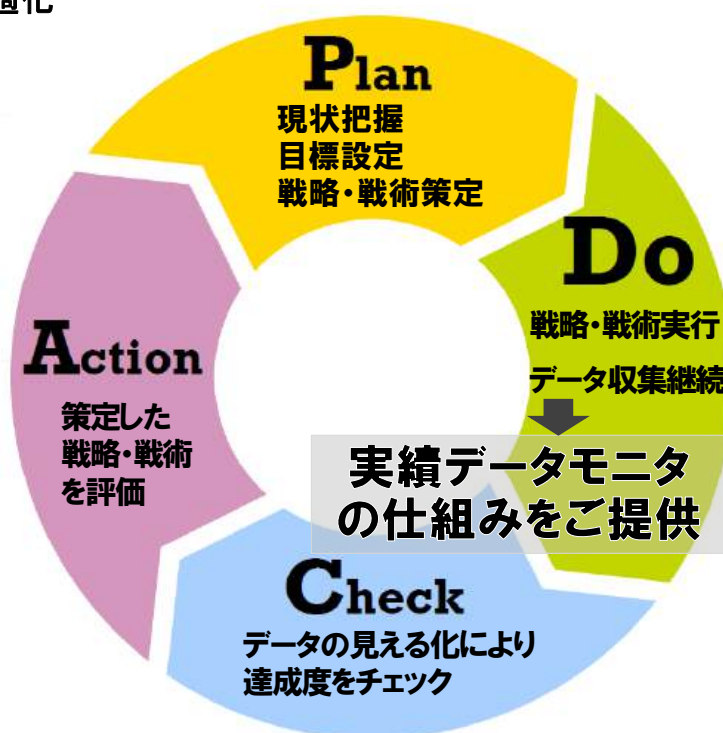 適化
Plan
現状把握
目標設定
戦略・戦術策定
Do
戦略・戦術実行
データ収集継続
実績データモニタ
の仕組みをご提供
Check
データの見える化により
達成度をチェック
Action
策定した
戦略・戦術
を評価